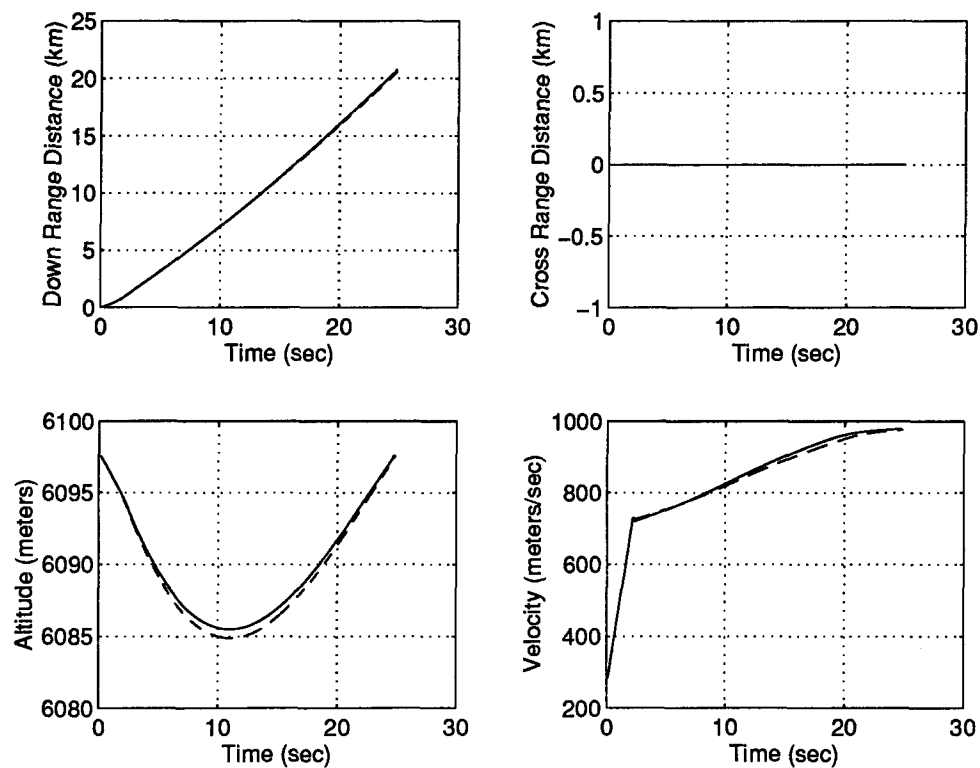 Down Range Distance (km)
25
20
15
10
5
0
0 10 20 30
Time (sec)
Cross Range Distance (km)
1
0.5
0
−0.5
−1
0 10 20 30
Time (sec)
Altitude (meters)
6100
6095
6090
6085
6080
0 10 20 30
Time (sec)
Velocity (meters/sec)
1000
800
600
400
200
0 10 20 30
Time (sec)